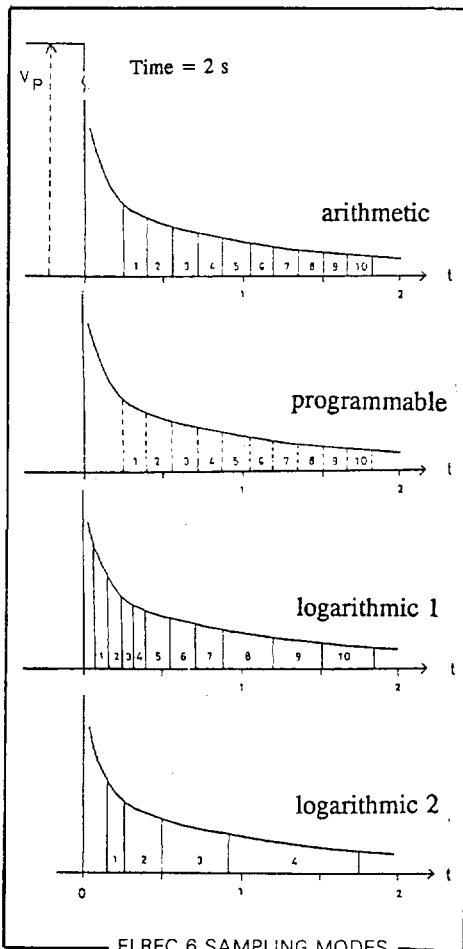 Time = 2 s
VP
arithmetic
1 2 3 4 5 6 7 8 9 10
t
1 2
programmable
1 2 3 4 5 6 7 8 9 10
t
1 2
logarithmic 1
1 2 3 4 5 6 7 8 9 10
t
1 2
logarithmic 2
1 2 3 4
t
0 1 2
ELREC 6 SAMPLING MODES